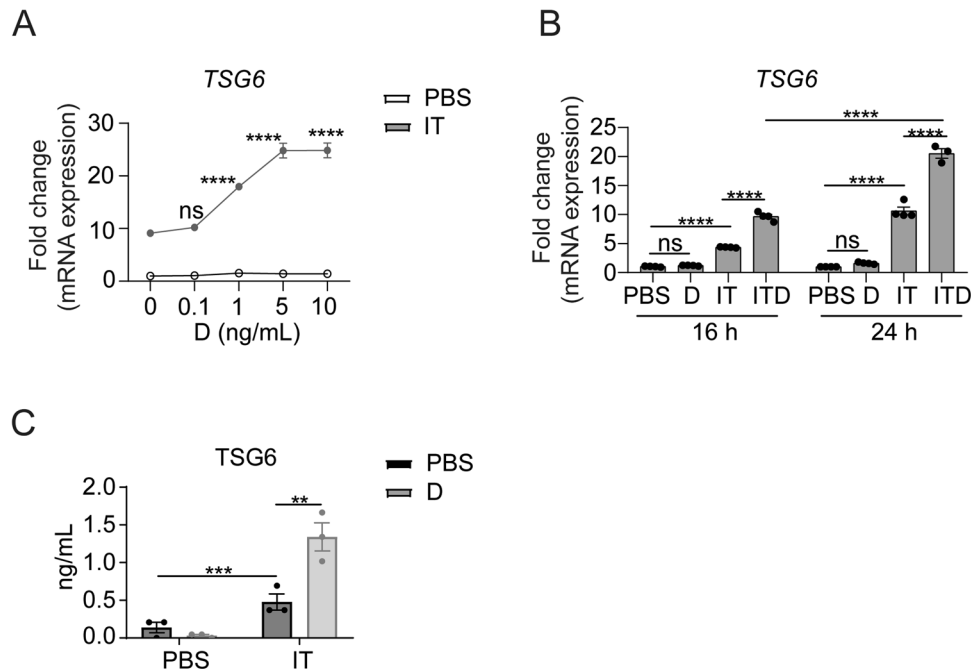 A
TSG6
PBS
IT
Fold change
(mRNA expression)
30
20
10
0
ns
****
****
****
0 0.1 1 5 10
D (ng/mL)
B
TSG6
Fold change
(mRNA expression)
25
20
15
10
5
0
****
****
****
****
****
ns
ns
PBS D IT ITD PBS D IT ITD
16 h 24 h
C
TSG6
PBS
D
ng/mL
2.0
1.5
1.0
0.5
0.0
**
***
PBS IT